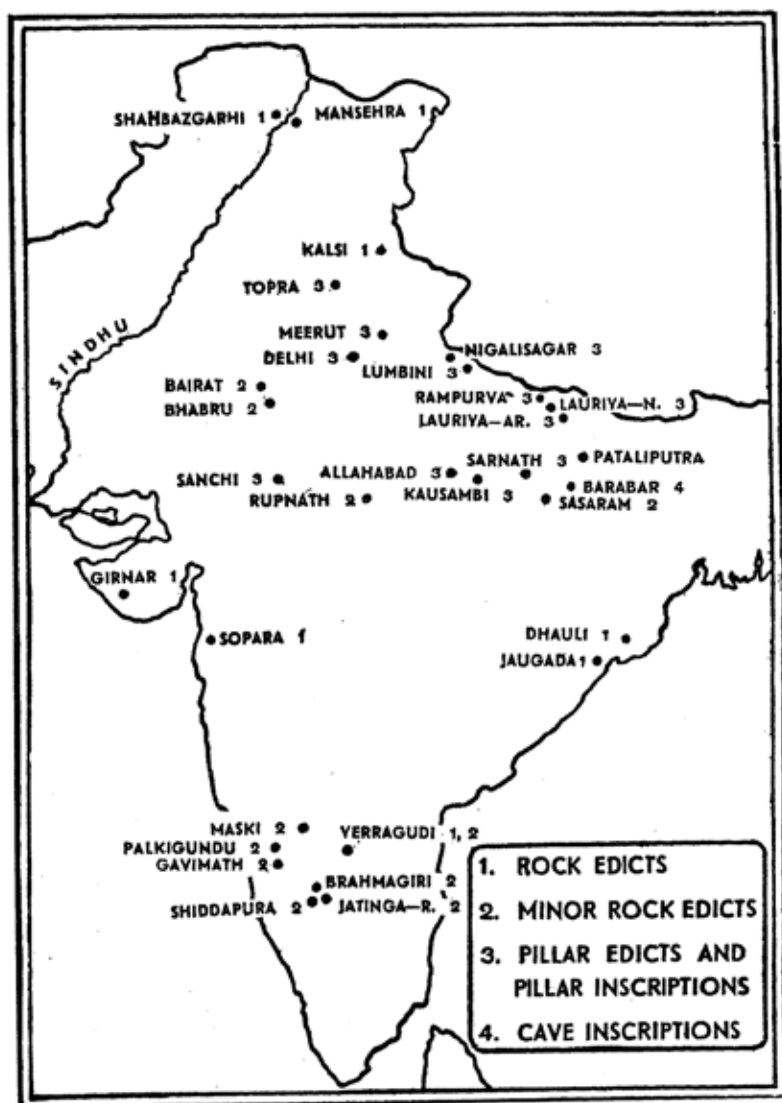 SHAHBAZGARHI 1
MANSEHRA 1
KALSI 1
TOPRA 3
SINDHU
MEERUT 3
DELHI 3
NIGALISAGAR 3
LUMBINI 3
BAIRAT 2
BHABRU 2
RAMPURVA 3
LAURIYA—N. 3
LAURIYA—AR. 3
SANCHI 3
ALLAHABAD 3
SARNATH 3
PATALIPUTRA
RUPNATH 2
KAUSAMBI 3
BARABAR 4
SASARAM 2
GIRNAR 1
SOPARA 1
DHAULI 1
JAUGADA 1
MASKI 2
YERRAGUDI 1, 2
PALKIGUNDU 2
GAVIMATH 2
BRAHMAGIRI 2
SHIDDAPURA 2
JATINGA—R. 2
1. ROCK EDICTS
2. MINOR ROCK EDICTS
3. PILLAR EDICTS AND
PILLAR INSCRIPTIONS
4. CAVE INSCRIPTIONS